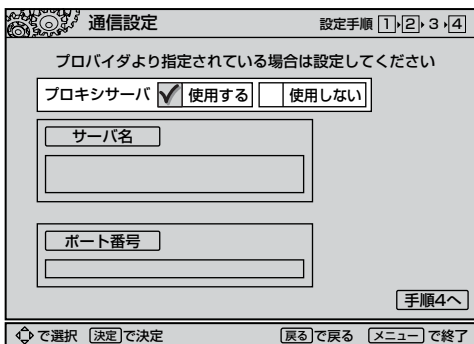 通信設定 設定手順 1 2 3 4
プロバイダより指定されている場合は設定してください
プロキシサーバ 使用する 使用しない
サーバ名
ポート番号
手順4へ
で選択 決定で決定 戻るで戻る メニューで終了